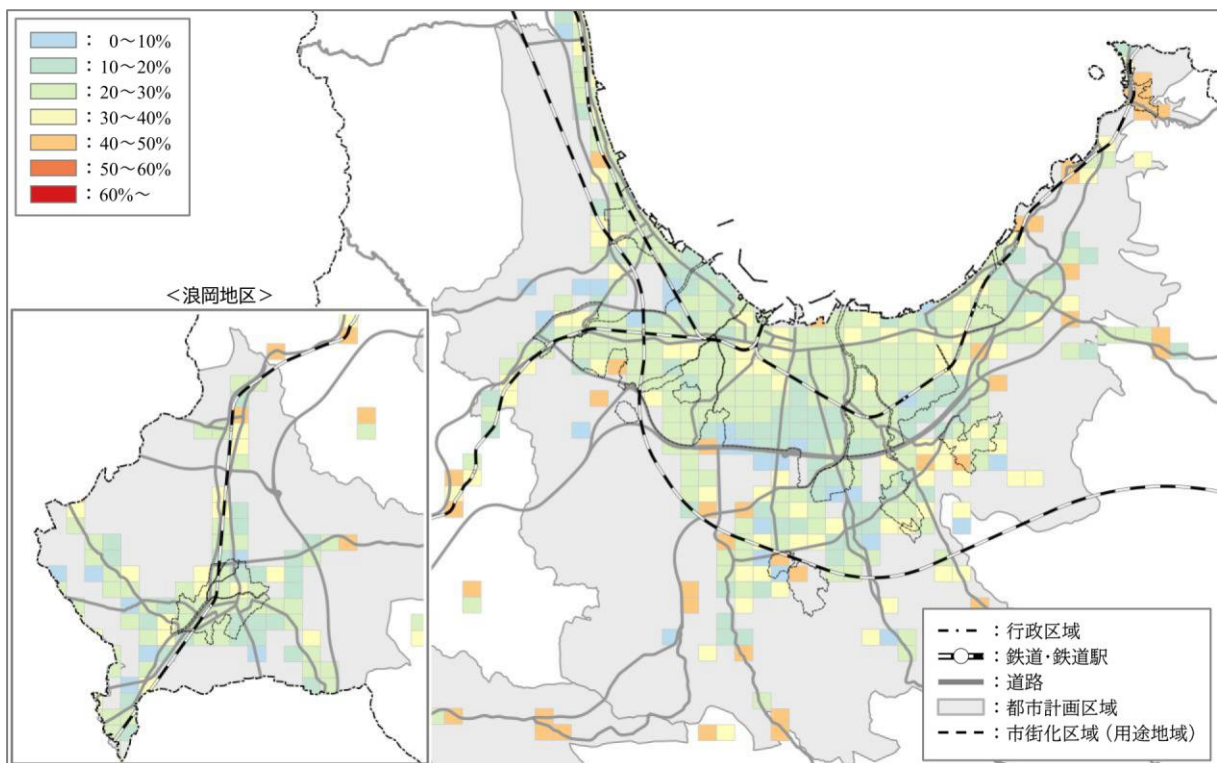 : 0～10%
: 10～20%
: 20～30%
: 30～40%
: 40～50%
: 50～60%
: 60%～
＜浪岡地区＞
：行政区域
：鉄道・鉄道駅
：道路
：都市計画区域
：市街化区域（用途地域）